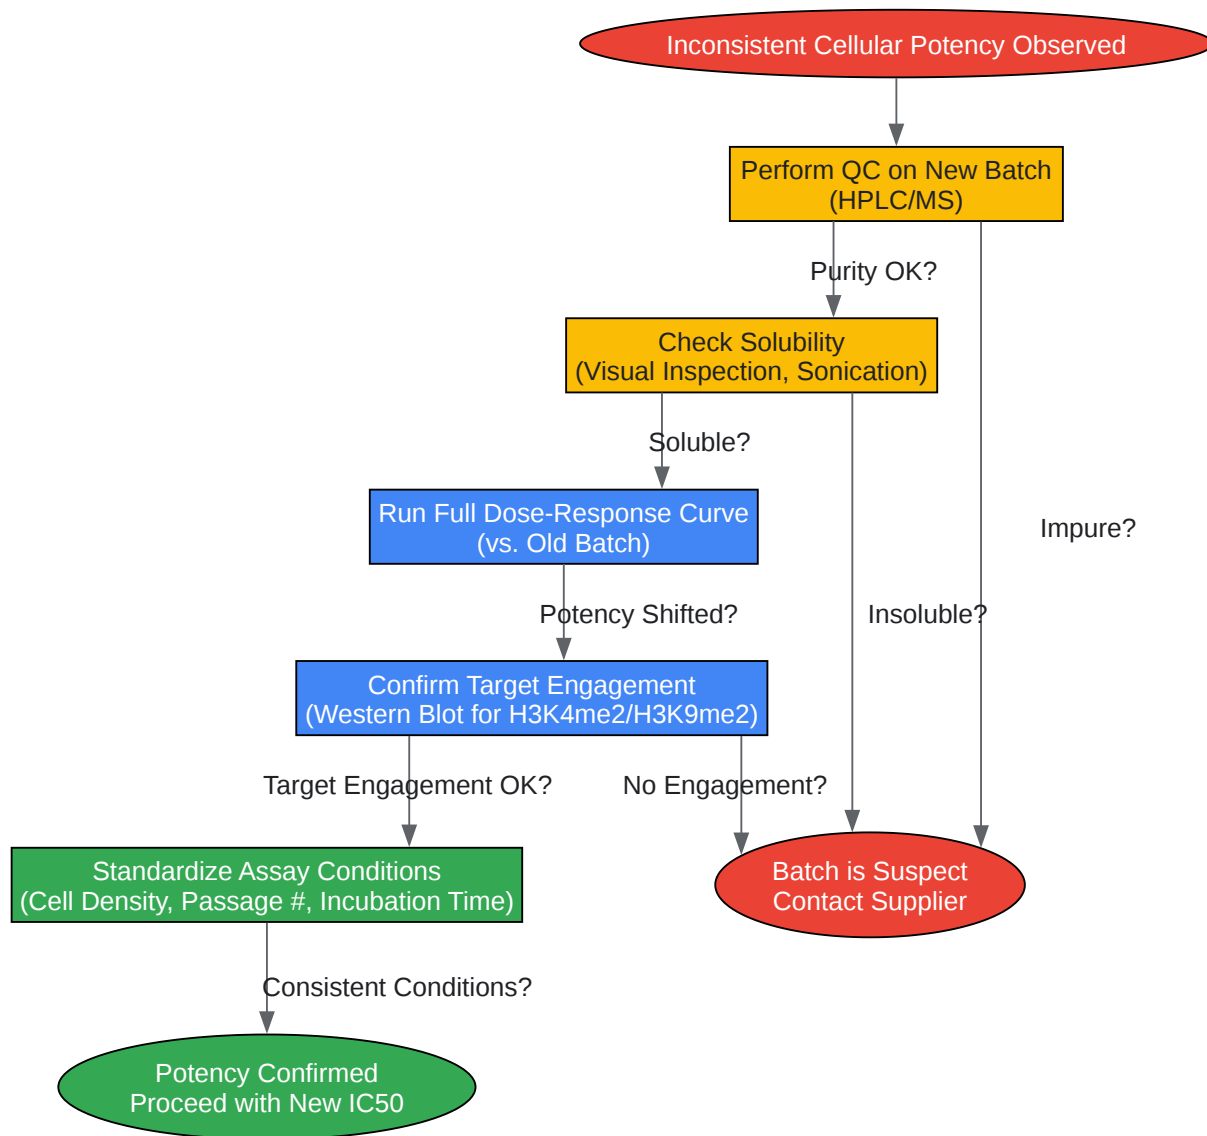 Inconsistent Cellular Potency Observed
Perform QC on New Batch
(HPLC/MS)
Purity OK?
Check Solubility
(Visual Inspection, Sonication)
Soluble?
Run Full Dose-Response Curve
(vs. Old Batch)
Impure?
Potency Shifted?
Insoluble?
Confirm Target Engagement
(Western Blot for H3K4me2/H3K9me2)
Target Engagement OK?
No Engagement?
Standardize Assay Conditions
(Cell Density, Passage #, Incubation Time)
Batch is Suspect
Contact Supplier
Consistent Conditions?
Potency Confirmed
Proceed with New IC50